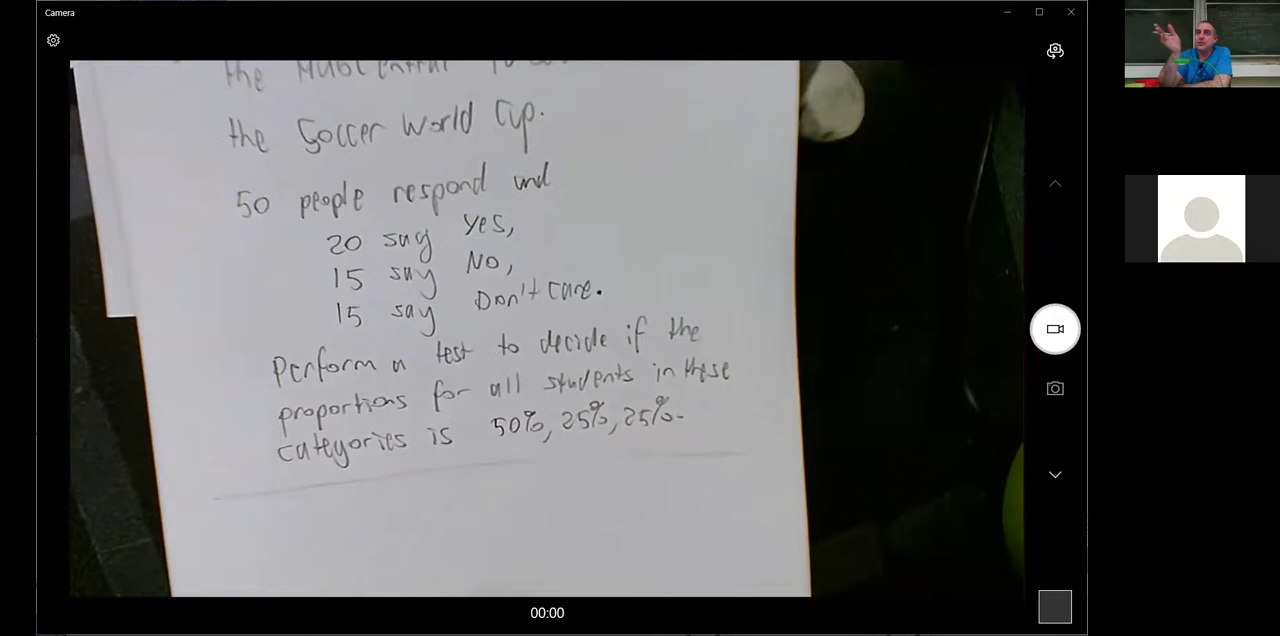 Camera
the
the Soccer World Cup.
50 people respond and
20 say Yes,
15 say No,
15 say Don't care.
Perform a test to decide if the
proportions for all students in these
categories is 50%, 25%, 25%.
00:00